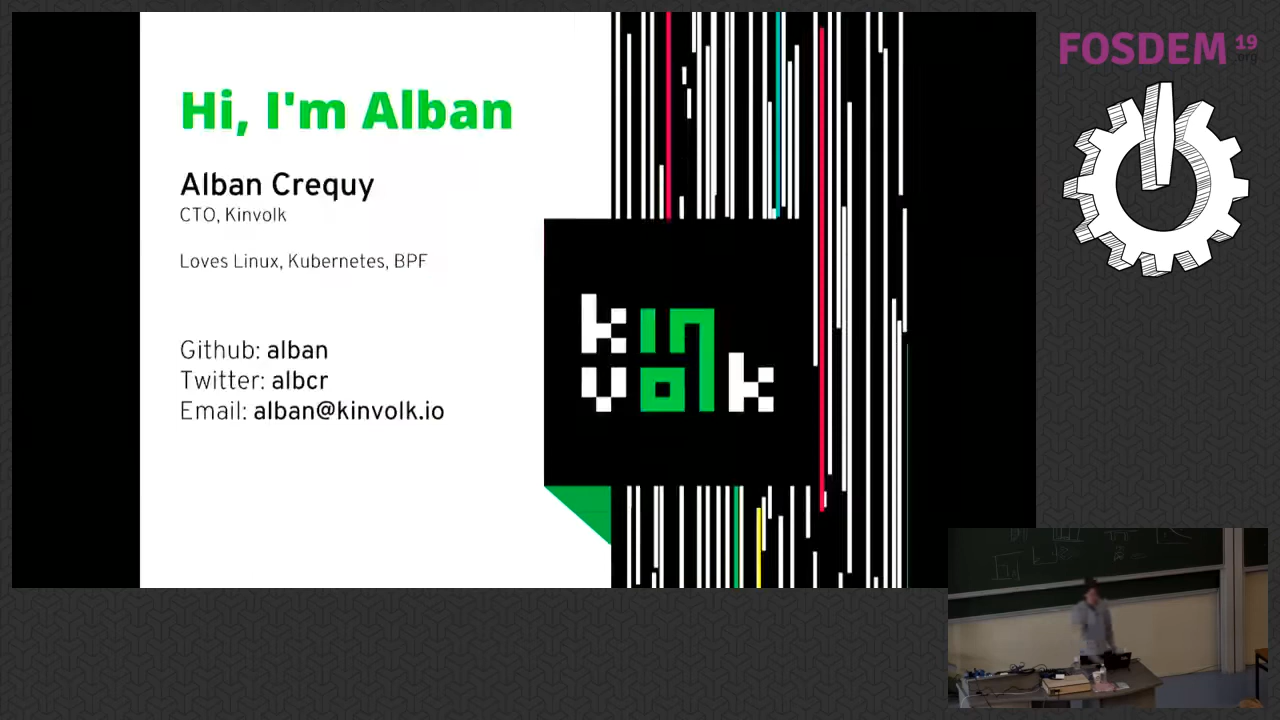 Hi, I'm Alban
Alban Crequy
CTO, Kinvolk
Loves Linux, Kubernetes, BPF
Github: alban
Twitter: albcr
Email: alban@kinvolk.io
kin
volk
FOSDEM 19
.org